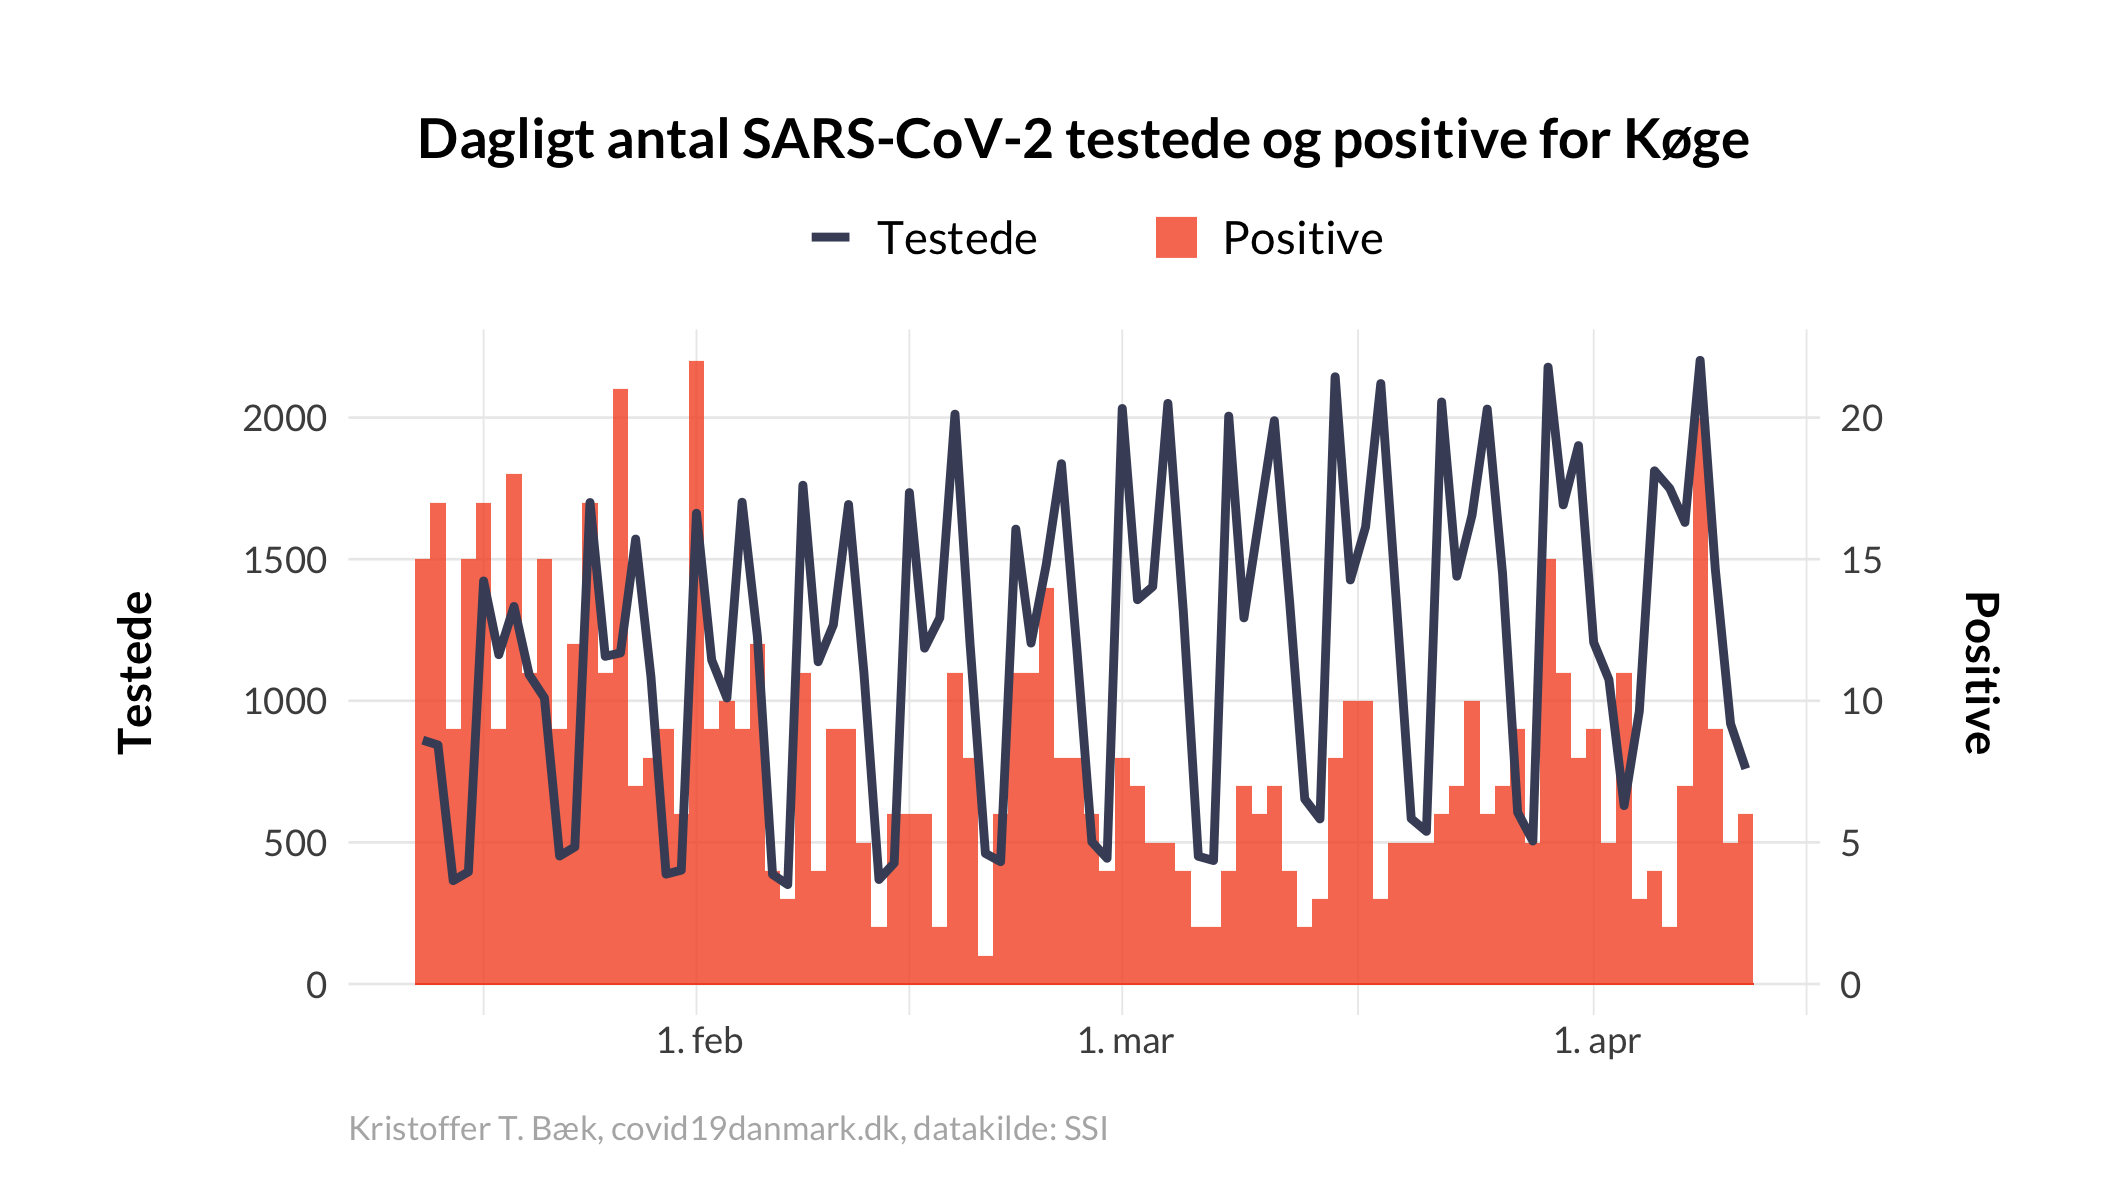 Dagligt antal SARS-CoV-2 testede og positive for Køge
Testede Positive
2000 20
1500 15
1000 10
500 5
0 0
Testede
Positive
1. feb 1. mar 1. apr
Kristoffer T. Bæk, covid19danmark.dk, datakilde: SSI